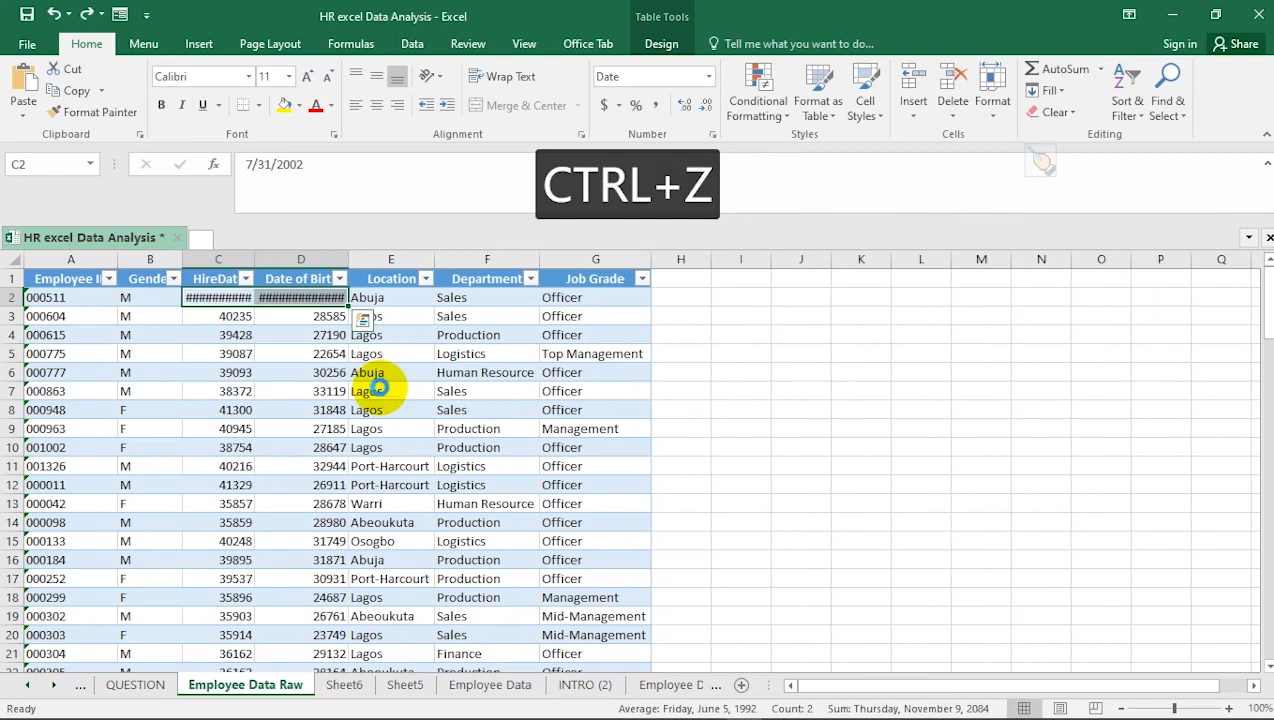 HR excel Data Analysis - Excel
Table Tools
File Home Menu Insert Page Layout Formulas Data Review View Office Tab Design Tell me what you want to do... Sign in Share
Paste
Cut
Copy
Format Painter
Calibri 11
B I U A
Wrap Text
Merge & Center
Date
$ % ,
Conditional Formatting
Format as Table
Cell Styles
Insert
Delete
Format
AutoSum
Fill
Clear
Sort & Filter
Find & Select
Clipboard Font Alignment Number Styles Cells Editing
C2 fx 7/31/2002
CTRL+Z
HR excel Data Analysis *
A B C D E F G H I J K L M N O P Q
1 Employee I Gende HireDat Date of Birt Location Department Job Grade
2 000511 M ########## ############# Abuja Sales Officer
3 000604 M 40235 28585 Sales Officer
4 000615 M 39428 27190 Lagos Production Officer
5 000775 M 39087 22654 Lagos Logistics Top Management
6 000777 M 39093 30256 Abuja Human Resource Officer
7 000863 M 38372 33119 Lagos Sales Officer
8 000948 F 41300 31848 Lagos Sales Officer
9 000963 F 40945 27185 Lagos Production Management
10 001002 F 38754 28647 Lagos Production Officer
11 001326 M 40216 32944 Port-Harcourt Logistics Officer
12 000011 M 41329 26911 Port-Harcourt Logistics Officer
13 000042 F 35857 28678 Warri Human Resource Officer
14 000098 M 35859 28980 Abeoukuta Production Officer
15 000133 M 40248 31749 Osogbo Logistics Officer
16 000184 M 39895 31871 Abuja Production Officer
17 000252 F 39537 30931 Port-Harcourt Production Officer
18 000299 F 35896 24687 Lagos Production Management
19 000302 M 35903 26761 Abeoukuta Sales Mid-Management
20 000303 F 35914 23749 Lagos Sales Mid-Management
21 000304 M 36162 29132 Lagos Finance Officer
... QUESTION Employee Data Raw Sheet6 Sheet5 Employee Data INTRO (2) Employee D ...
Ready Average: Friday, June 5, 1992 Count: 2 Sum: Thursday, November 9, 2084 100%